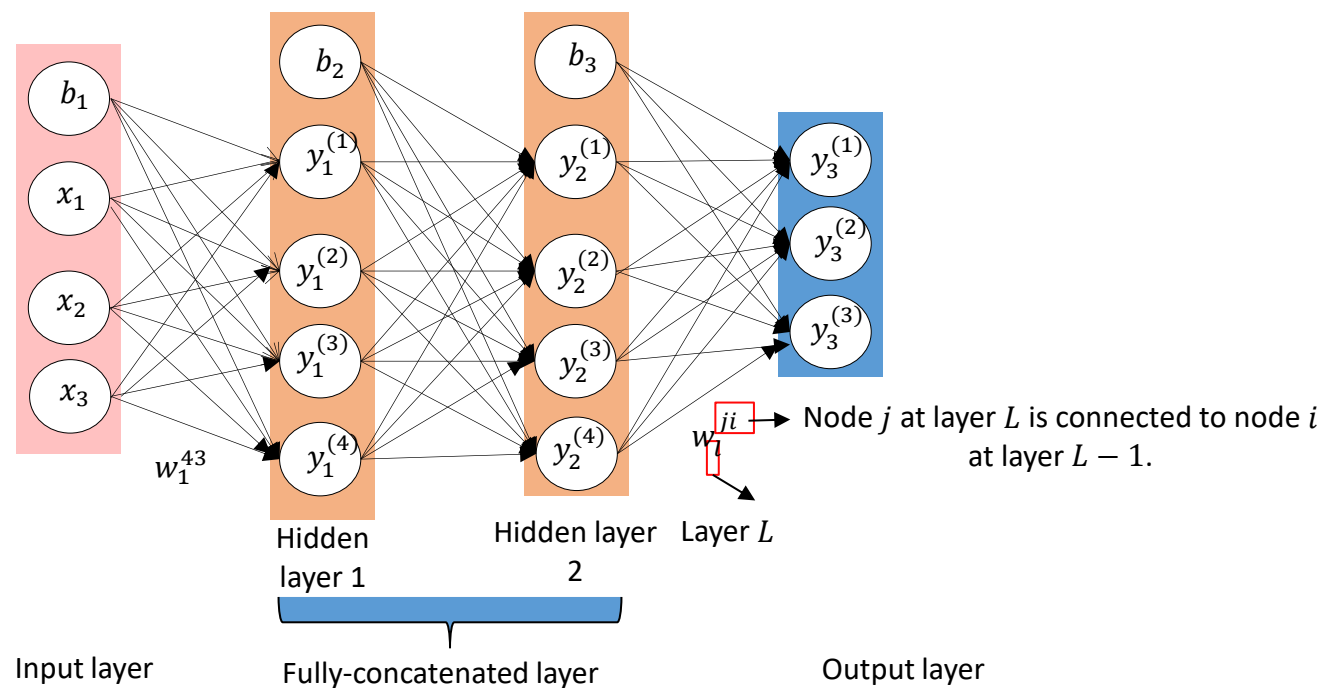 b₁
x₁
x₂
x₃
w₁⁴³
b₂
y₁⁽¹⁾
y₁⁽²⁾
y₁⁽³⁾
y₁⁽⁴⁾
b₃
y₂⁽¹⁾
y₂⁽²⁾
y₂⁽³⁾
y₂⁽⁴⁾
y₃⁽¹⁾
y₃⁽²⁾
y₃⁽³⁾
w_l^{ji}
Node j at layer L is connected to node i
at layer L − 1.
Layer L
Hidden
layer 1
Hidden layer
2
Input layer
Fully-concatenated layer
Output layer